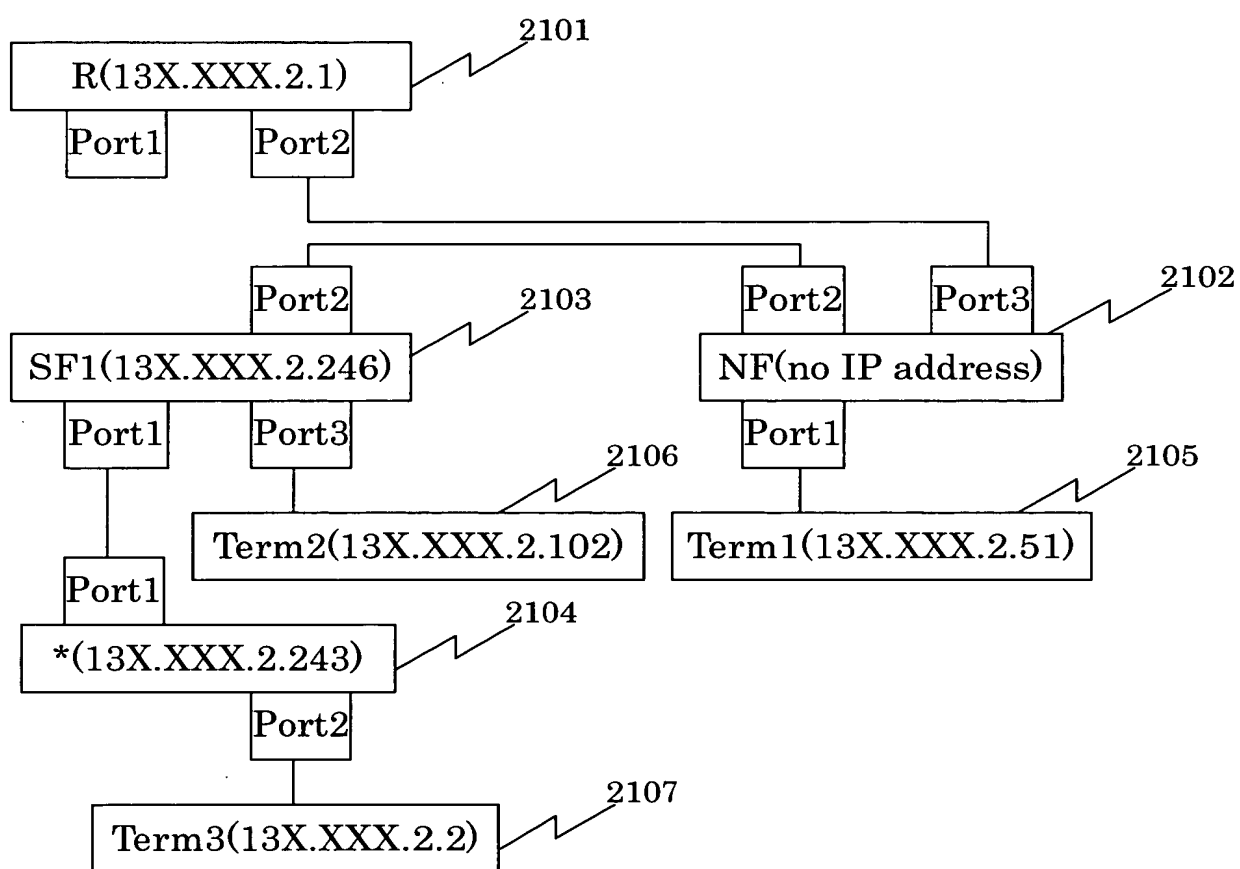 2101
R(13X.XXX.2.1)
Port1 Port2
Port2 Port2 Port3
2103 2102
SF1(13X.XXX.2.246) NF(no IP address)
Port1 Port3 Port1
2106 2105
Term2(13X.XXX.2.102) Term1(13X.XXX.2.51)
Port1
2104
*(13X.XXX.2.243)
Port2
2107
Term3(13X.XXX.2.2)